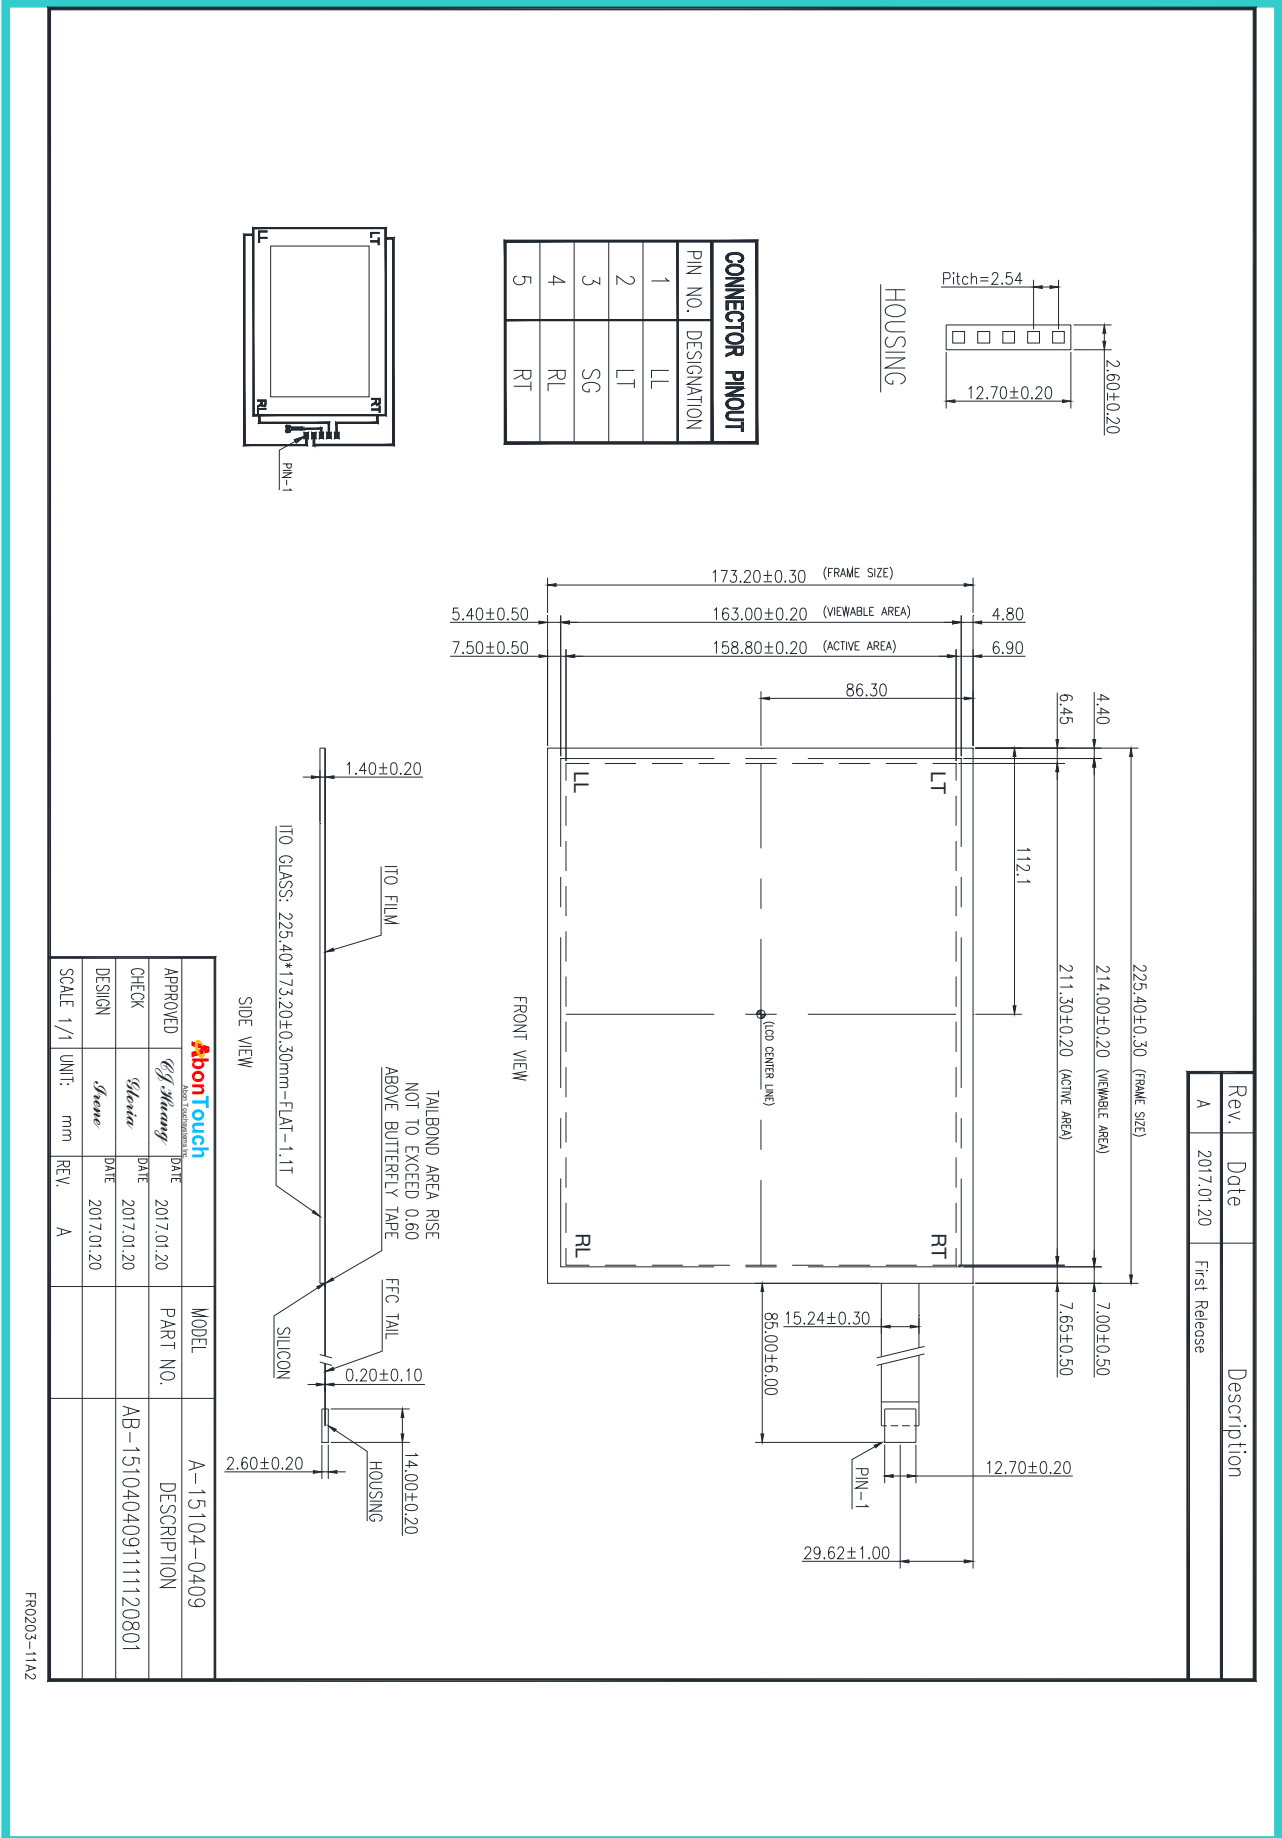 Rev. Date Description
A 2017.01.20 First Release
Pitch=2.54
2.60±0.20
12.70±0.20
HOUSING
CONNECTOR PINOUT
PIN NO. DESIGNATION
1 LL
2 LT
3 SG
4 RL
5 RT
LT
LL
RT
RL
PIN-1
173.20±0.30 (FRAME SIZE)
5.40±0.50 163.00±0.20 (VIEWABLE AREA) 4.80
7.50±0.50 158.80±0.20 (ACTIVE AREA) 6.90
86.30
225.40±0.30 (FRAME SIZE)
4.40 214.00±0.20 (VIEWABLE AREA) 7.00±0.50
6.45 211.30±0.20 (ACTIVE AREA) 7.65±0.50
112.1
LT
LL
RT
RL
(LCD CENTER LINE)
FRONT VIEW
15.24±0.30
85.00±6.00
12.70±0.20
PIN-1
29.62±1.00
1.40±0.20
ITO FILM
ITO GLASS: 225.40*173.20±0.30mm-FLAT-1.1T
TAILBOND AREA RISE
NOT TO EXCEED 0.60
ABOVE BUTTERFLY TAPE
FFC TAIL
SILICON
0.20±0.10
14.00±0.20
HOUSING
2.60±0.20
SIDE VIEW
AbonTouch
Abon Touchsystems Inc.
MODEL A-15104-0409
APPROVED C.J. Huang DATE 2017.01.20 PART NO. DESCRIPTION
CHECK Gloria DATE 2017.01.20 AB-151040409111120801
DESIIGN Irene DATE 2017.01.20
SCALE 1/1 UNIT: mm REV. A
FR0203-11A2